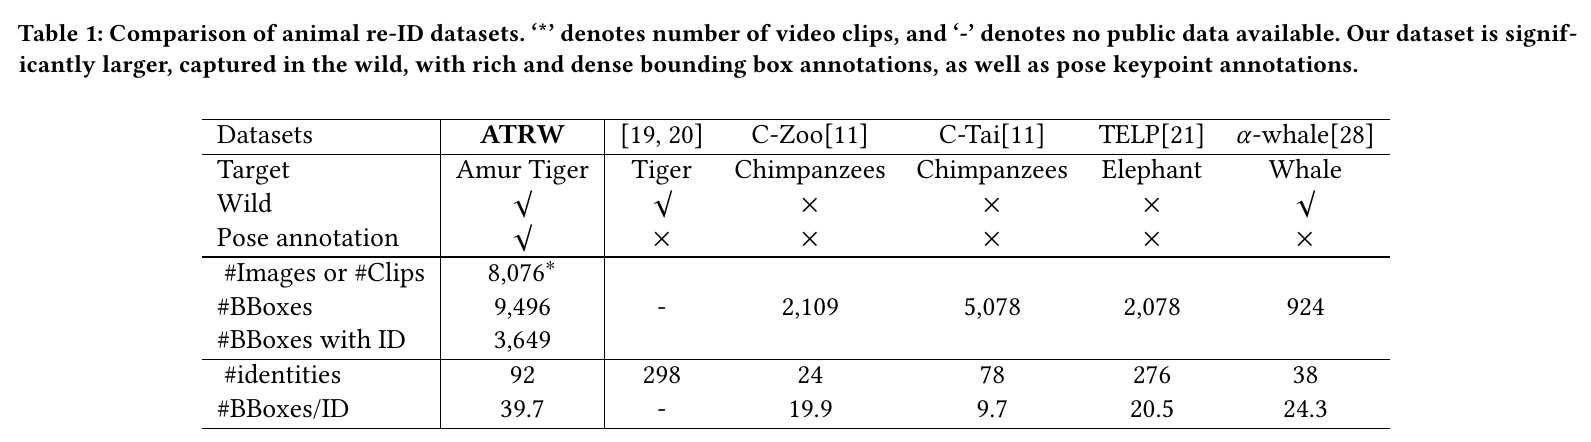 Table 1: Comparison of animal re-ID datasets. ‘*’ denotes number of video clips, and ‘-’ denotes no public data available. Our dataset is signif-
icantly larger, captured in the wild, with rich and dense bounding box annotations, as well as pose keypoint annotations.
Datasets ATRW [19, 20] C-Zoo[11] C-Tai[11] TELP[21] α-whale[28]
Target Amur Tiger Tiger Chimpanzees Chimpanzees Elephant Whale
Wild √ √ × × × √
Pose annotation √ × × × × ×
#Images or #Clips 8,076*
#BBoxes 9,496 - 2,109 5,078 2,078 924
#BBoxes with ID 3,649
#identities 92 298 24 78 276 38
#BBoxes/ID 39.7 - 19.9 9.7 20.5 24.3